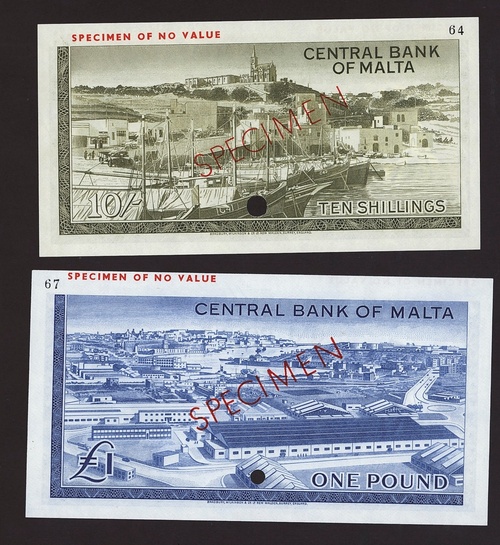 SPECIMEN OF NO VALUE
64
CENTRAL BANK
OF MALTA
SPECIMEN
10/-
TEN SHILLINGS
67
SPECIMEN OF NO VALUE
CENTRAL BANK OF MALTA
SPECIMEN
£1
ONE POUND